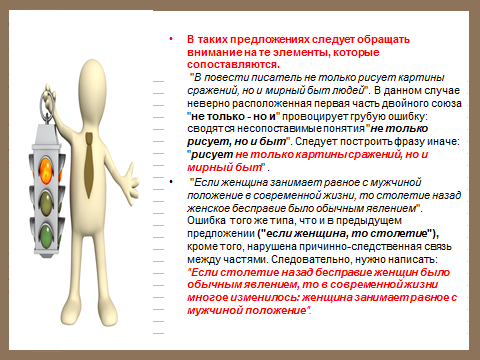 • В таких предложениях следует обращать
внимание на те элементы, которые
сопоставляются.
"В повести писатель не только рисует картины
сражений, но и мирный быт людей". В данном случае
неверно расположенная первая часть двойного союза
"не только - но и" провоцирует грубую ошибку:
сводятся несопоставимые понятия "не только
рисует, но и быт". Следует построить фразу иначе:
"рисует не только картины сражений, но и
мирный быт" .
• "Если женщина занимает равное с мужчиной
положение в современной жизни, то столетие назад
женское бесправие было обычным явлением".
Ошибка того же типа, что и в предыдущем
предложении ("если женщина, то столетие"),
кроме того, нарушена причинно-следственная связь
между частями. Следовательно, нужно написать:
"Если столетие назад бесправие женщин было
обычным явлением, то в современной жизни
многое изменилось: женщина занимает равное с
мужчиной положение".